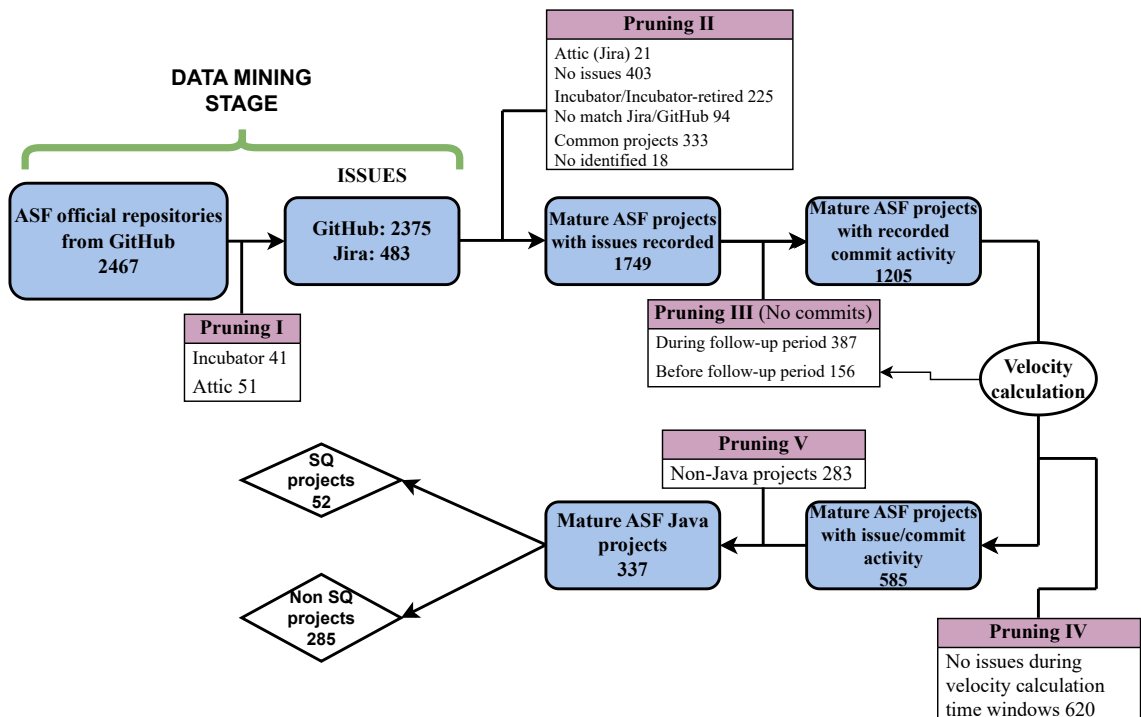 DATA MINING
STAGE
Pruning II
Attic (Jira) 21
No issues 403
Incubator/Incubator-retired 225
No match Jira/GitHub 94
Common projects 333
No identified 18
ASF official repositories
from GitHub
2467
ISSUES
GitHub: 2375
Jira: 483
Mature ASF projects
with issues recorded
1749
Mature ASF projects
with recorded
commit activity
1205
Pruning I
Incubator 41
Attic 51
Pruning III (No commits)
During follow-up period 387
Before follow-up period 156
Velocity
calculation
Pruning V
Non-Java projects 283
SQ
projects
52
Mature ASF Java
projects
337
Mature ASF projects
with issue/commit
activity
585
Non SQ
projects
285
Pruning IV
No issues during
velocity calculation
time windows 620